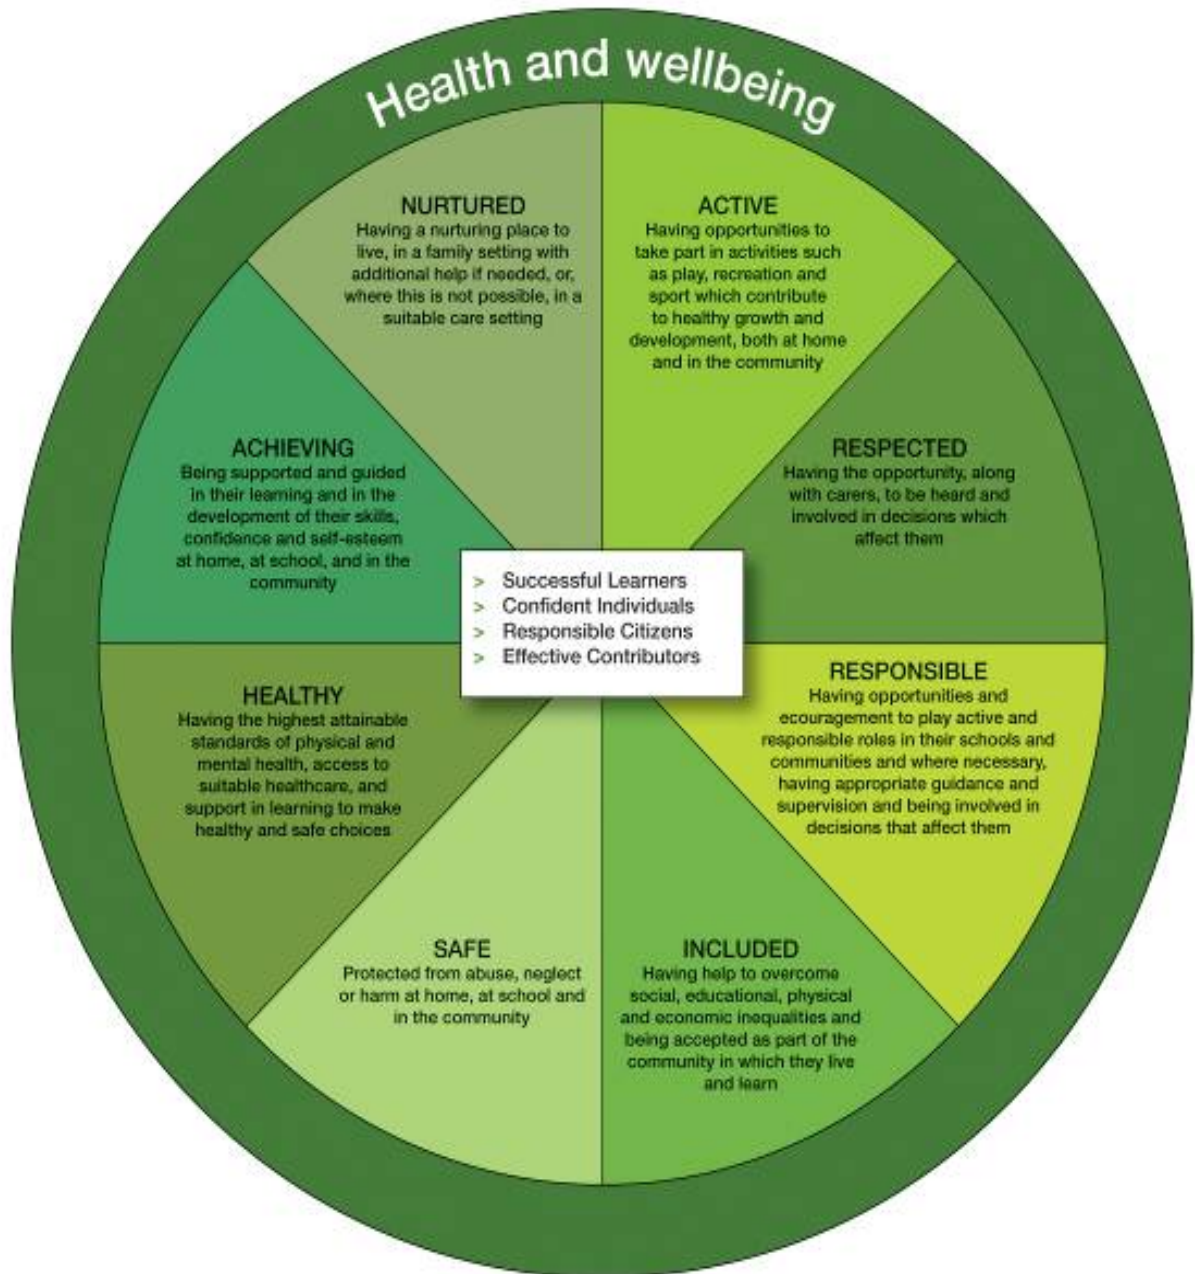 Health and wellbeing
NURTURED
Having a nurturing place to
live, in a family setting with
additional help if needed, or,
where this is not possible, in a
suitable care setting
ACTIVE
Having opportunities to
take part in activities such
as play, recreation and
sport which contribute
to healthy growth and
development, both at home
and in the community
ACHIEVING
Being supported and guided
in their learning and in the
development of their skills,
confidence and self-esteem
at home, at school, and in the
community
RESPECTED
Having the opportunity, along
with carers, to be heard and
involved in decisions which
affect them
> Successful Learners
> Confident Individuals
> Responsible Citizens
> Effective Contributors
HEALTHY
Having the highest attainable
standards of physical and
mental health, access to
suitable healthcare, and
support in learning to make
healthy and safe choices
RESPONSIBLE
Having opportunities and
ecouragement to play active and
responsible roles in their schools and
communities and where necessary,
having appropriate guidance and
supervision and being involved in
decisions that affect them
SAFE
Protected from abuse, neglect
or harm at home, at school and
in the community
INCLUDED
Having help to overcome
social, educational, physical
and economic inequalities and
being accepted as part of the
community in which they live
and learn